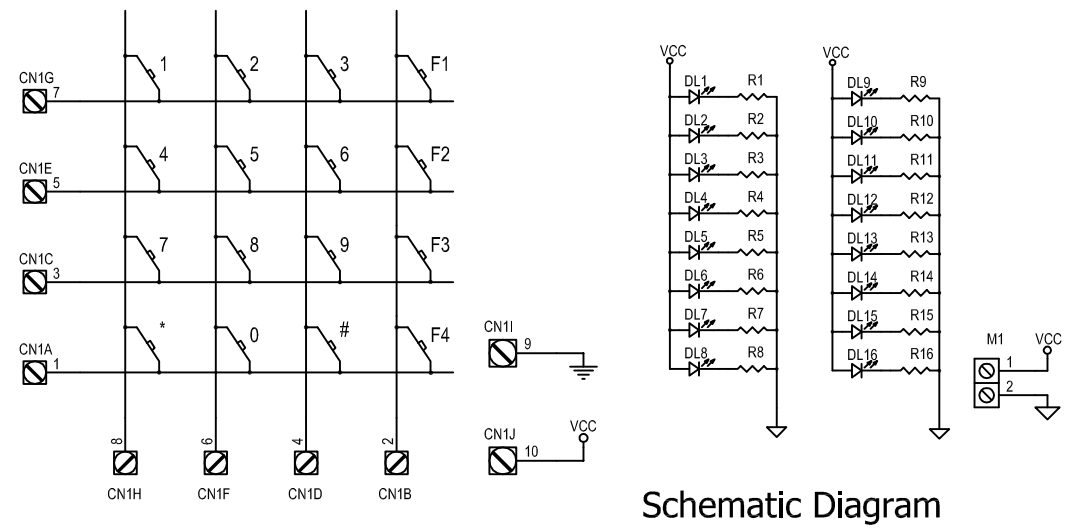 1 2 3 F1
CN1G
7
4 5 6 F2
CN1E
5
7 8 9 F3
CN1C
3
* 0 # F4
CN1A
1
8 6 4 2
CN1H CN1F CN1D CN1B
CN1I
9
CN1J
10
VCC
VCC
DL1 R1
DL2 R2
DL3 R3
DL4 R4
DL5 R5
DL6 R6
DL7 R7
DL8 R8
VCC
DL9 R9
DL10 R10
DL11 R11
DL12 R12
DL13 R13
DL14 R14
DL15 R15
DL16 R16
M1
VCC
1
2
Schematic Diagram